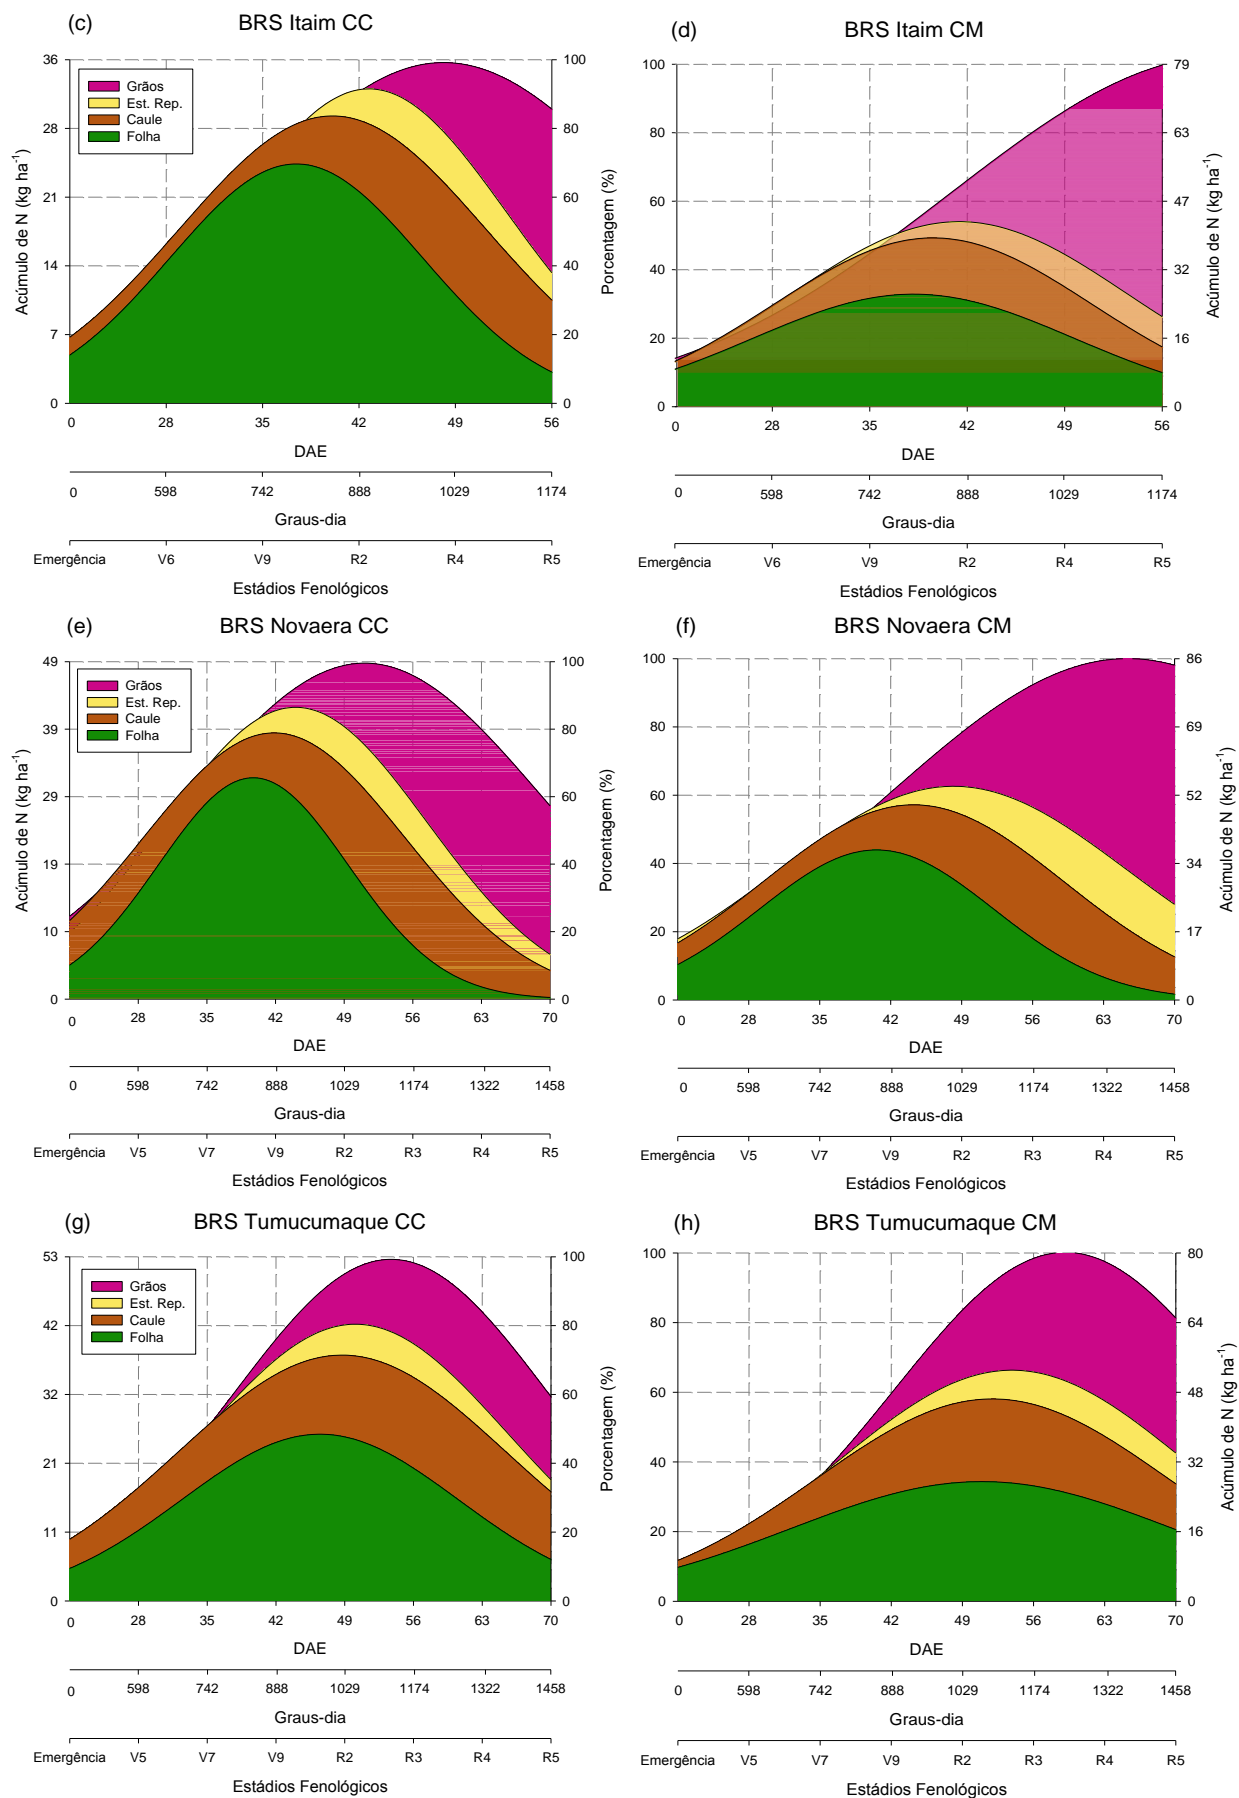 (c) BRS Itaim CC
36 28 21 14 7 0
Acúmulo de N (kg ha-1)
Grãos
Est. Rep.
Caule
Folha
100 80 60 40 20 0
Porcentagem (%)
0 28 35 42 49 56
DAE
0 598 742 888 1029 1174
Graus-dia
Emergência V6 V9 R2 R4 R5
Estádios Fenológicos
(d) BRS Itaim CM
100 80 60 40 20 0
79 63 47 32 16 0
Acúmulo de N (kg ha-1)
0 28 35 42 49 56
DAE
0 598 742 888 1029 1174
Graus-dia
Emergência V6 V9 R2 R4 R5
Estádios Fenológicos
(e) BRS Novaera CC
49 39 29 19 10 0
Acúmulo de N (kg ha-1)
Grãos
Est. Rep.
Caule
Folha
100 80 60 40 20 0
Porcentagem (%)
0 28 35 42 49 56 63 70
DAE
0 598 742 888 1029 1174 1322 1458
Graus-dia
Emergência V5 V7 V9 R2 R3 R4 R5
Estádios Fenológicos
(f) BRS Novaera CM
100 80 60 40 20 0
86 69 52 34 17 0
Acúmulo de N (kg ha-1)
0 28 35 42 49 56 63 70
DAE
0 598 742 888 1029 1174 1322 1458
Graus-dia
Emergência V5 V7 V9 R2 R3 R4 R5
Estádios Fenológicos
(g) BRS Tumucumaque CC
53 42 32 21 11 0
Acúmulo de N (kg ha-1)
Grãos
Est. Rep.
Caule
Folha
100 80 60 40 20 0
Porcentagem (%)
0 28 35 42 49 56 63 70
DAE
0 598 742 888 1029 1174 1322 1458
Graus-dia
Emergência V5 V7 V9 R2 R3 R4 R5
Estádios Fenológicos
(h) BRS Tumucumaque CM
100 80 60 40 20 0
80 64 48 32 16 0
Acúmulo de N (kg ha-1)
0 28 35 42 49 56 63 70
DAE
0 598 742 888 1029 1174 1322 1458
Graus-dia
Emergência V5 V7 V9 R2 R3 R4 R5
Estádios Fenológicos